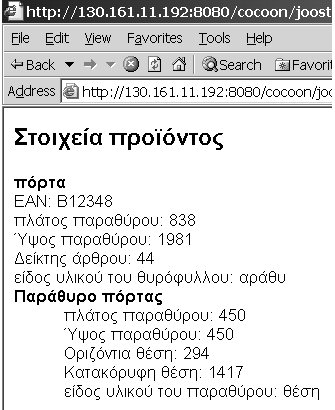 http://130.161.11.192:8080/cocoon/joost
File Edit View Favorites Tools Help
Back Search Favorit
Address http://130.161.11.192:8080/cocoon/joo
Στοιχεία προϊόντος
πόρτα
EAN: B12348
πλάτος παραθύρου: 838
Ύψος παραθύρου: 1981
Δείκτης άρθρου: 44
είδος υλικού του θυρόφυλλου: αράθυ
Παράθυρο πόρτας
πλάτος παραθύρου: 450
Ύψος παραθύρου: 450
Οριζόντια θέση: 294
Κατακόρυφη θέση: 1417
είδος υλικού του παραθύρου: θέση